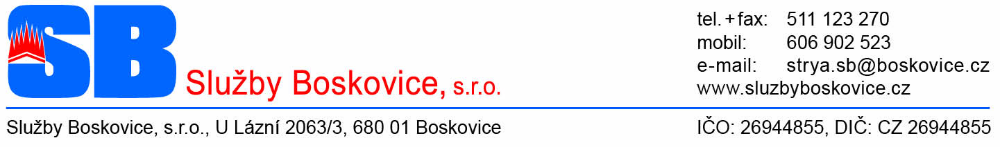 SB
Služby Boskovice, s.r.o.
tel.+fax: 511 123 270
mobil: 606 902 523
e-mail: strya.sb@boskovice.cz
www.sluzbyboskovice.cz
Služby Boskovice, s.r.o., U Lázní 2063/3, 680 01 Boskovice
IČO: 26944855, DIČ: CZ 26944855